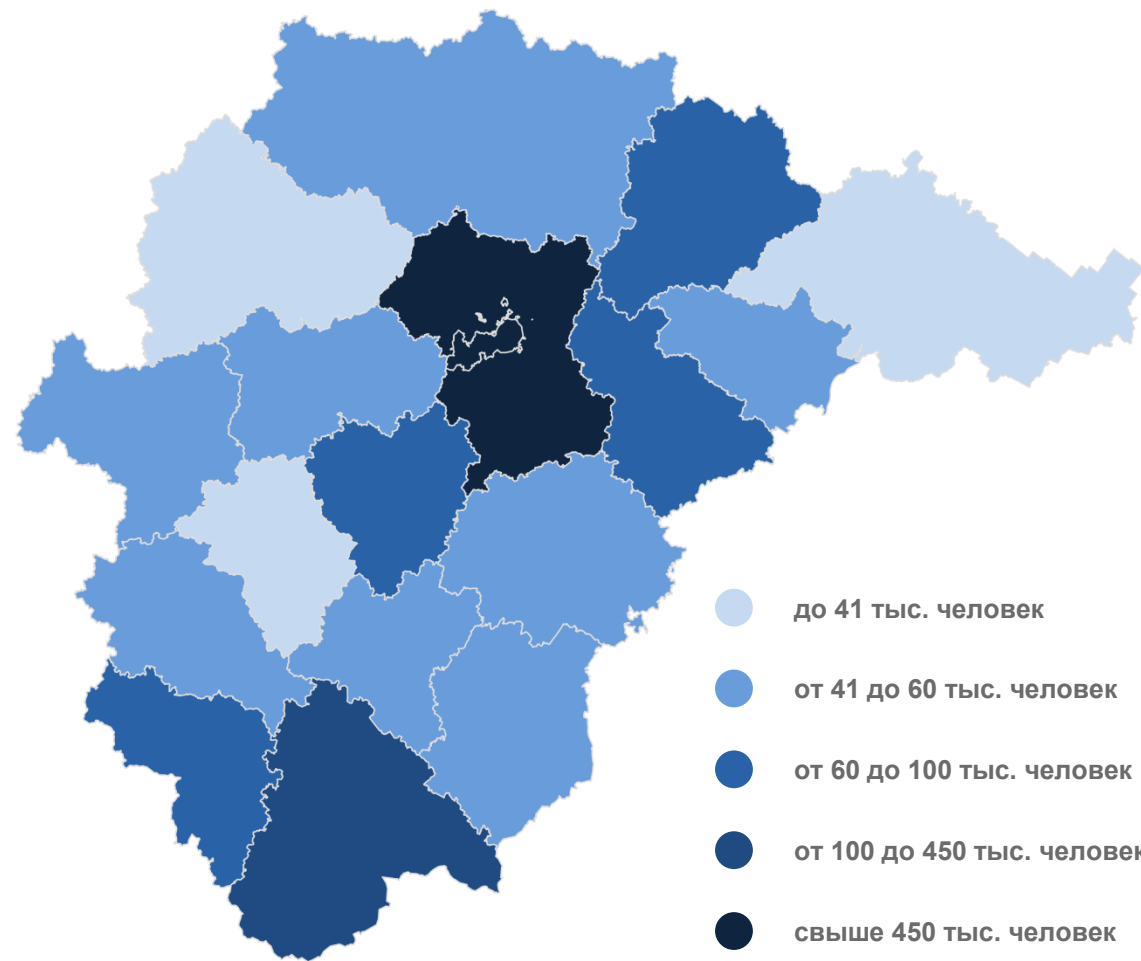 до 41 тыс. человек
от 41 до 60 тыс. человек
от 60 до 100 тыс. человек
от 100 до 450 тыс. человек
свыше 450 тыс. человек